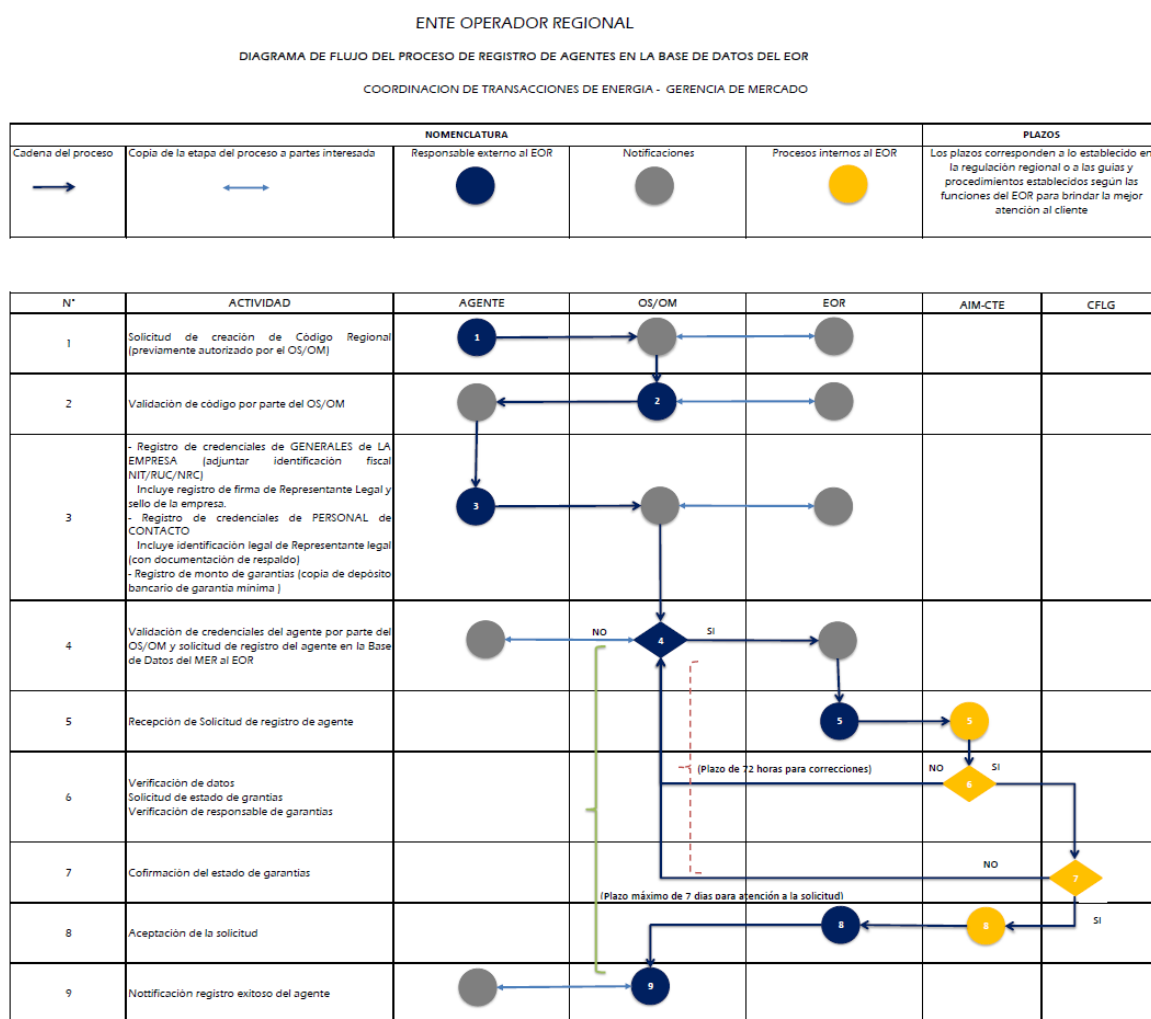 ENTE OPERADOR REGIONAL
DIAGRAMA DE FLUJO DEL PROCESO DE REGISTRO DE AGENTES EN LA BASE DE DATOS DEL EOR
COORDINACION DE TRANSACCIONES DE ENERGIA - GERENCIA DE MERCADO
NOMENCLATURA
PLAZOS
Cadena del proceso
Copia de la etapa del proceso a partes interesada
Responsable externo al EOR
Notificaciones
Procesos internos al EOR
Los plazos corresponden a lo establecido en
la regulación regional o a las guias y
procedimientos establecidos según las
funciones del EOR para brindar la mejor
atención al cliente
N°
ACTIVIDAD
AGENTE
OS/OM
EOR
AIM-CTE
CFLG
1
Solicitud de creación de Código Regional
(previamente autorizado por el OS/OM)
1
2
Validación de código por parte del OS/OM
2
3
- Registro de credenciales de GENERALES de LA
EMPRESA (adjuntar identificación fiscal
NIT/RUC/NRC)
Incluye registro de firma de Representante Legal y
sello de la empresa.
- Registro de credenciales de PERSONAL de
CONTACTO
Incluye identificación legal de Representante legal
(con documentación de respaldo)
- Registro de monto de garantias (copia de depósito
bancario de garantia minima )
3
4
Validación de credenciales del agente por parte del
OS/OM y solicitud de registro del agente en la Base
de Datos del MER al EOR
NO
4
SI
5
Recepción de Solicitud de registro de agente
5
5
6
Verificación de datos
Solicitud de estado de grantias
Verificación de responsable de garantias
(Plazo de 72 horas para correcciones)
NO
SI
6
7
Cofirmación del estado de garantias
NO
7
(Plazo máximo de 7 dias para atención a la solicitud)
8
Aceptación de la solicitud
8
8
SI
9
Nottificación registro exitoso del agente
9